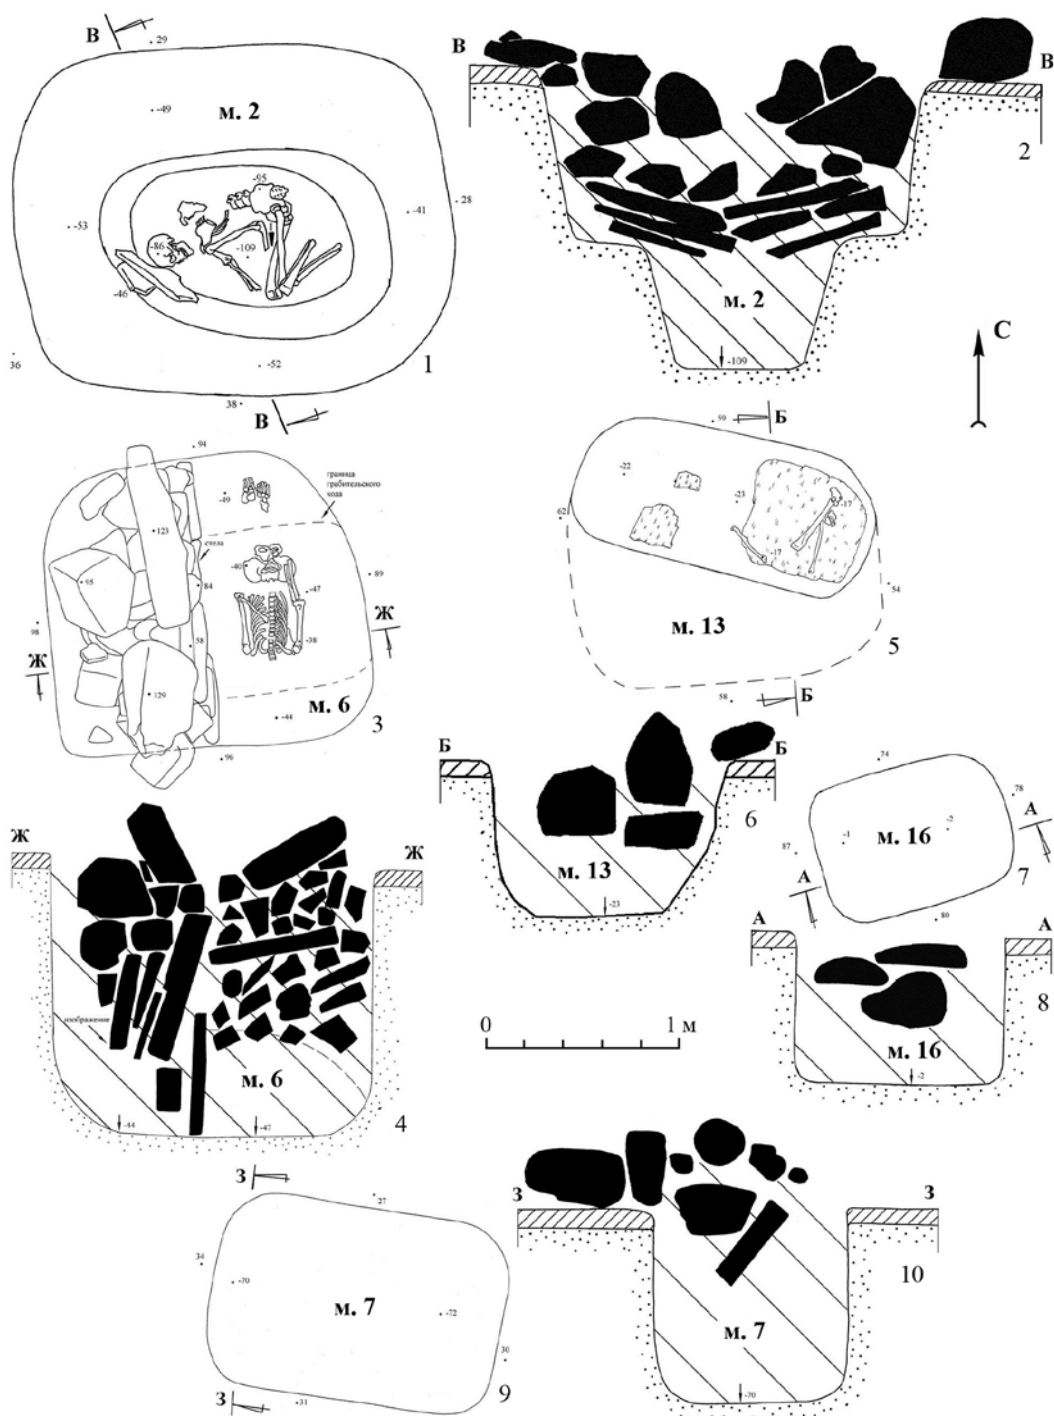 В
29
-49
м. 2
-95
-53
-41
28
-86
-109
-46
36
-52
1
38
В
В
В
2
м. 2
-109
С
94
-49
граница
грабительского
хода
123
стела
-40
95
84
-47
89
98
58
-38
Ж
Ж
129
-44
м. 6
3
96
59
Б
-22
-23
-17
62
-17
54
м. 13
5
58
Б
Б
Б
6
м. 13
-23
74
78
А
-1
-2
м. 16
87
А
7
80
А
А
8
м. 16
-2
Ж
Ж
изображение
м. 6
4
-44
-47
0
1 м
З
27
34
-70
м. 7
-72
30
9
З
31
З
З
10
м. 7
-70